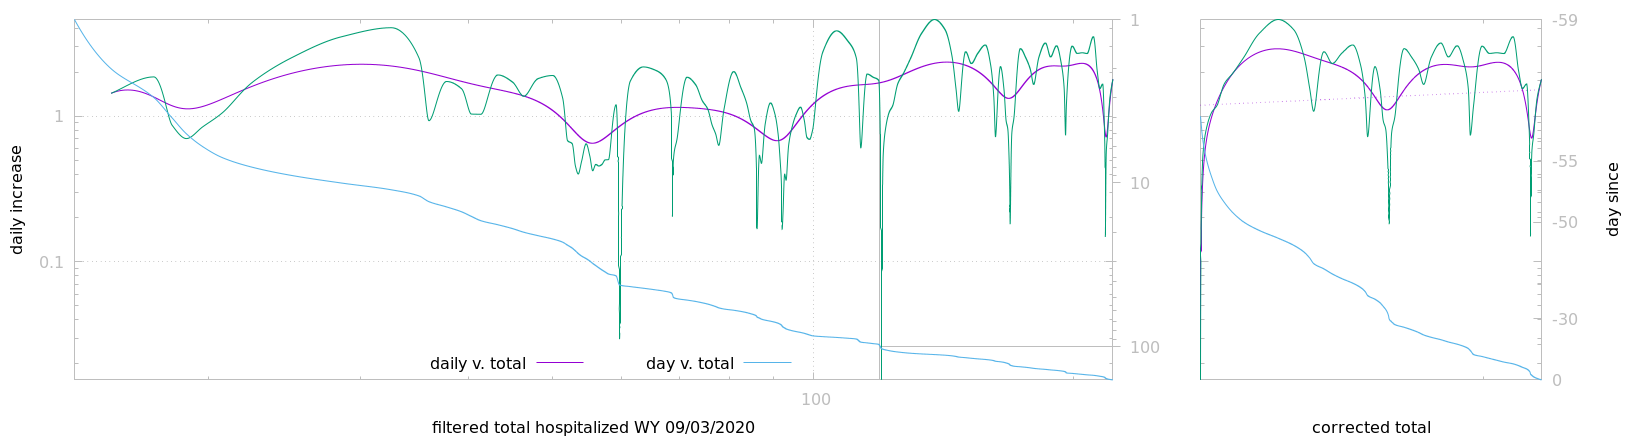 1
0.1
daily increase
daily v. total
day v. total
100
filtered total hospitalized WY 09/03/2020
1
10
100
-59
-55
-50
-30
0
day since
corrected total